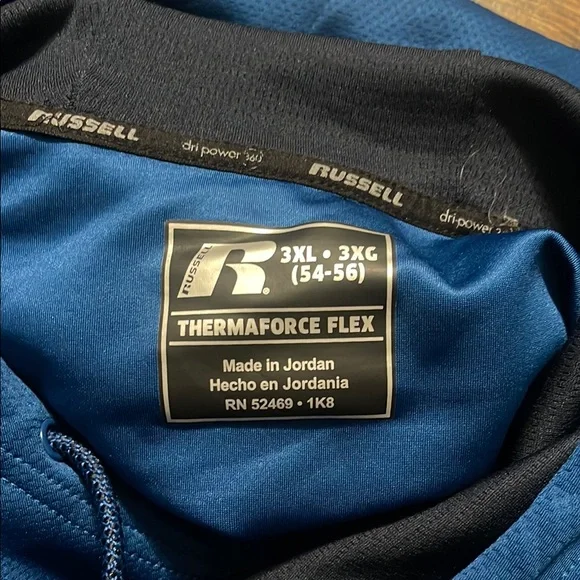 RUSSELL
dri·power 360
RUSSELL
dri·power 360
RUSSELL
R®
3XL • 3XG
(54-56)
THERMAFORCE FLEX
Made in Jordan
Hecho en Jordania
RN 52469 • 1K8